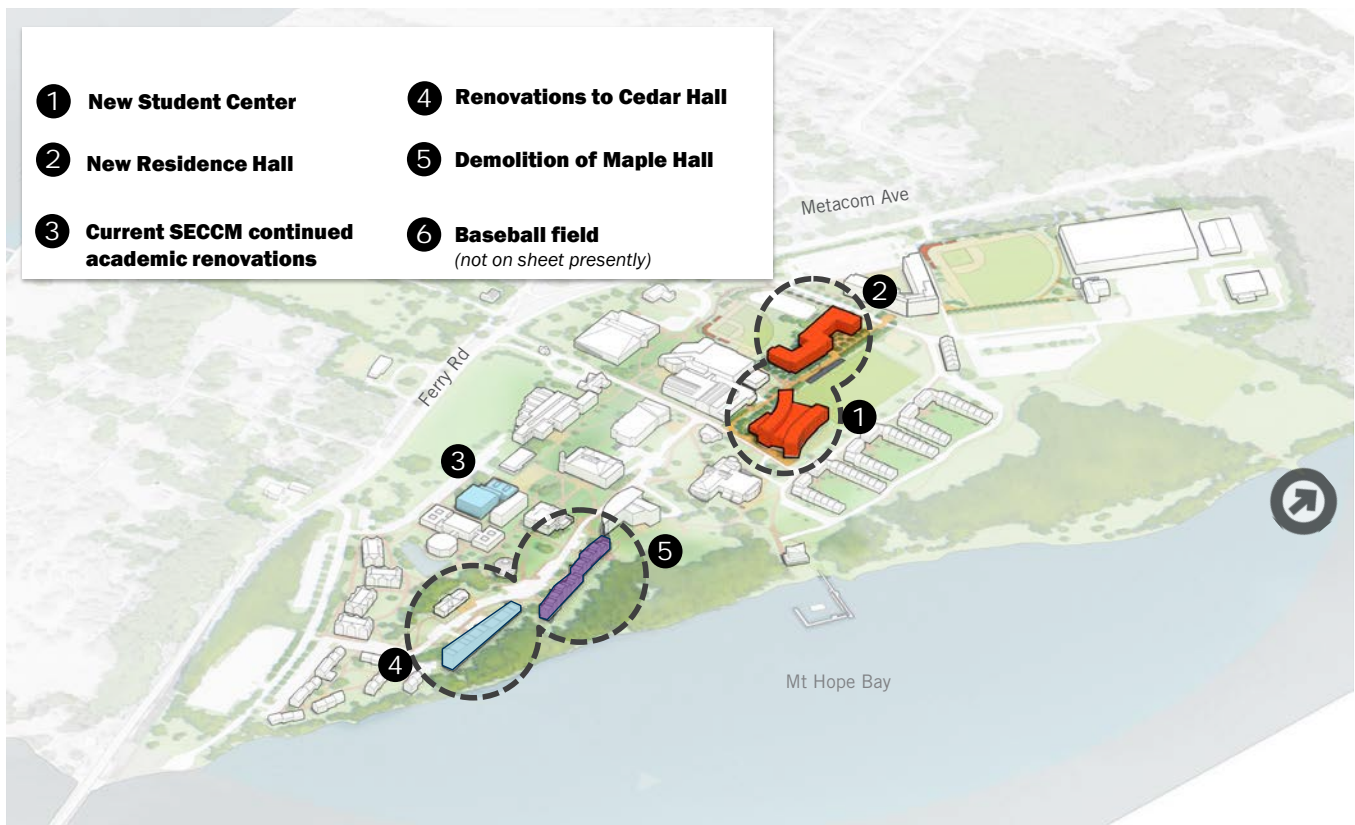 1 New Student Center
2 New Residence Hall
3 Current SECCM continued
academic renovations
4 Renovations to Cedar Hall
5 Demolition of Maple Hall
6 Baseball field
(not on sheet presently)
Metacom Ave
2
Ferry Rd
1
3
5
4
Mt Hope Bay